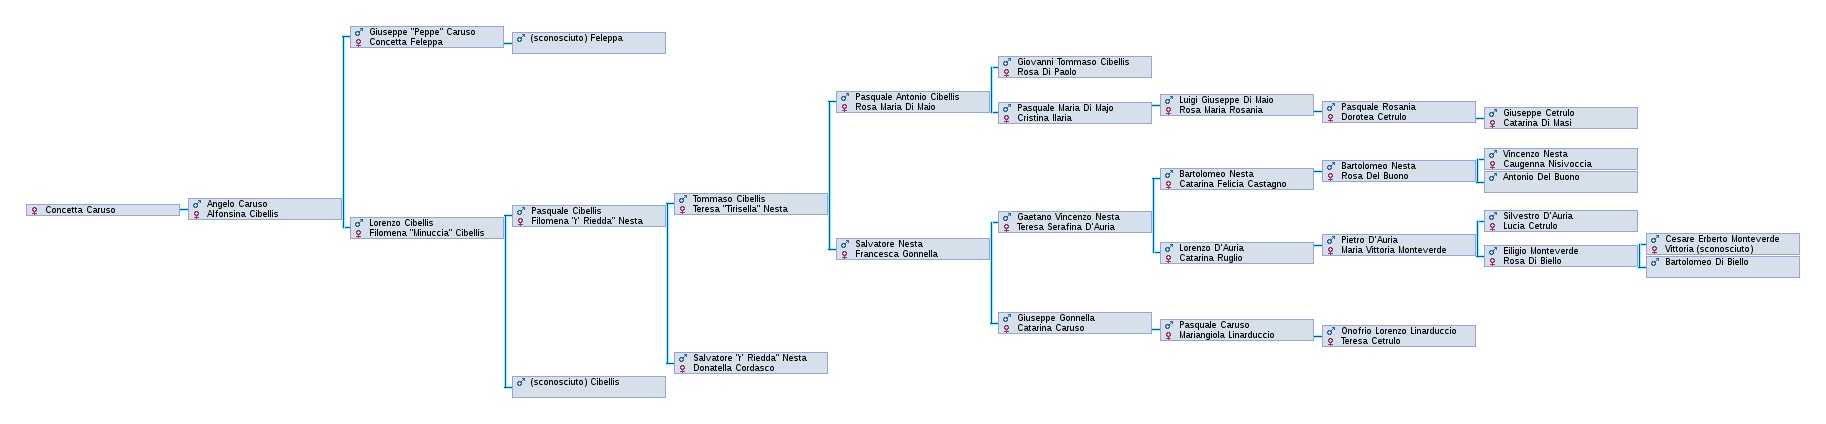 Concetta Caruso
Angelo Caruso
Alfonsina Cibellis
Giuseppe "Peppe" Caruso
Concetta Feleppa
Lorenzo Cibellis
Filomena "Minuccia" Cibellis
(sconosciuto) Feleppa
Pasquale Cibellis
Filomena "r' Riedda" Nesta
(sconosciuto) Cibellis
Tommaso Cibellis
Teresa "Tirisella" Nesta
Salvatore "r' Riedda" Nesta
Donatella Cordasco
Pasquale Antonio Cibellis
Rosa Maria Di Maio
Salvatore Nesta
Francesca Gonnella
Giovanni Tommaso Cibellis
Rosa Di Paolo
Pasquale Maria Di Majo
Cristina Ilaria
Gaetano Vincenzo Nesta
Teresa Serafina D'Auria
Giuseppe Gonnella
Catarina Caruso
Luigi Giuseppe Di Maio
Rosa Maria Rosania
Bartolomeo Nesta
Catarina Felicia Castagno
Lorenzo D'Auria
Catarina Ruglio
Pasquale Caruso
Mariangiola Linarduccio
Pasquale Rosania
Dorotea Cetrulo
Bartolomeo Nesta
Rosa Del Buono
Pietro D'Auria
Maria Vittoria Monteverde
Onofrio Lorenzo Linarduccio
Teresa Cetrulo
Giuseppe Cetrulo
Catarina Di Masi
Vincenzo Nesta
Caugenna Nisivoccia
Antonio Del Buono
Silvestro D'Auria
Lucia Cetrulo
Eiligio Monteverde
Rosa Di Biello
Cesare Erberto Monteverde
Vittoria (sconosciuto)
Bartolomeo Di Biello